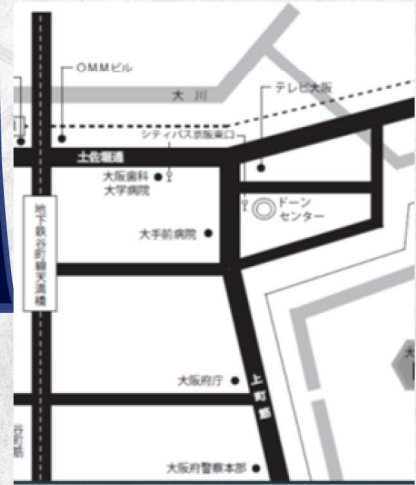 OMMビル
大川
テレビ大阪
シティバス京阪東口
土佐堀通
大阪歯科
大学病院
ドーン
センター
大手前病院
地下鉄谷町線天満橋
大阪府庁
上町筋
谷町筋
大阪府警察本部
大